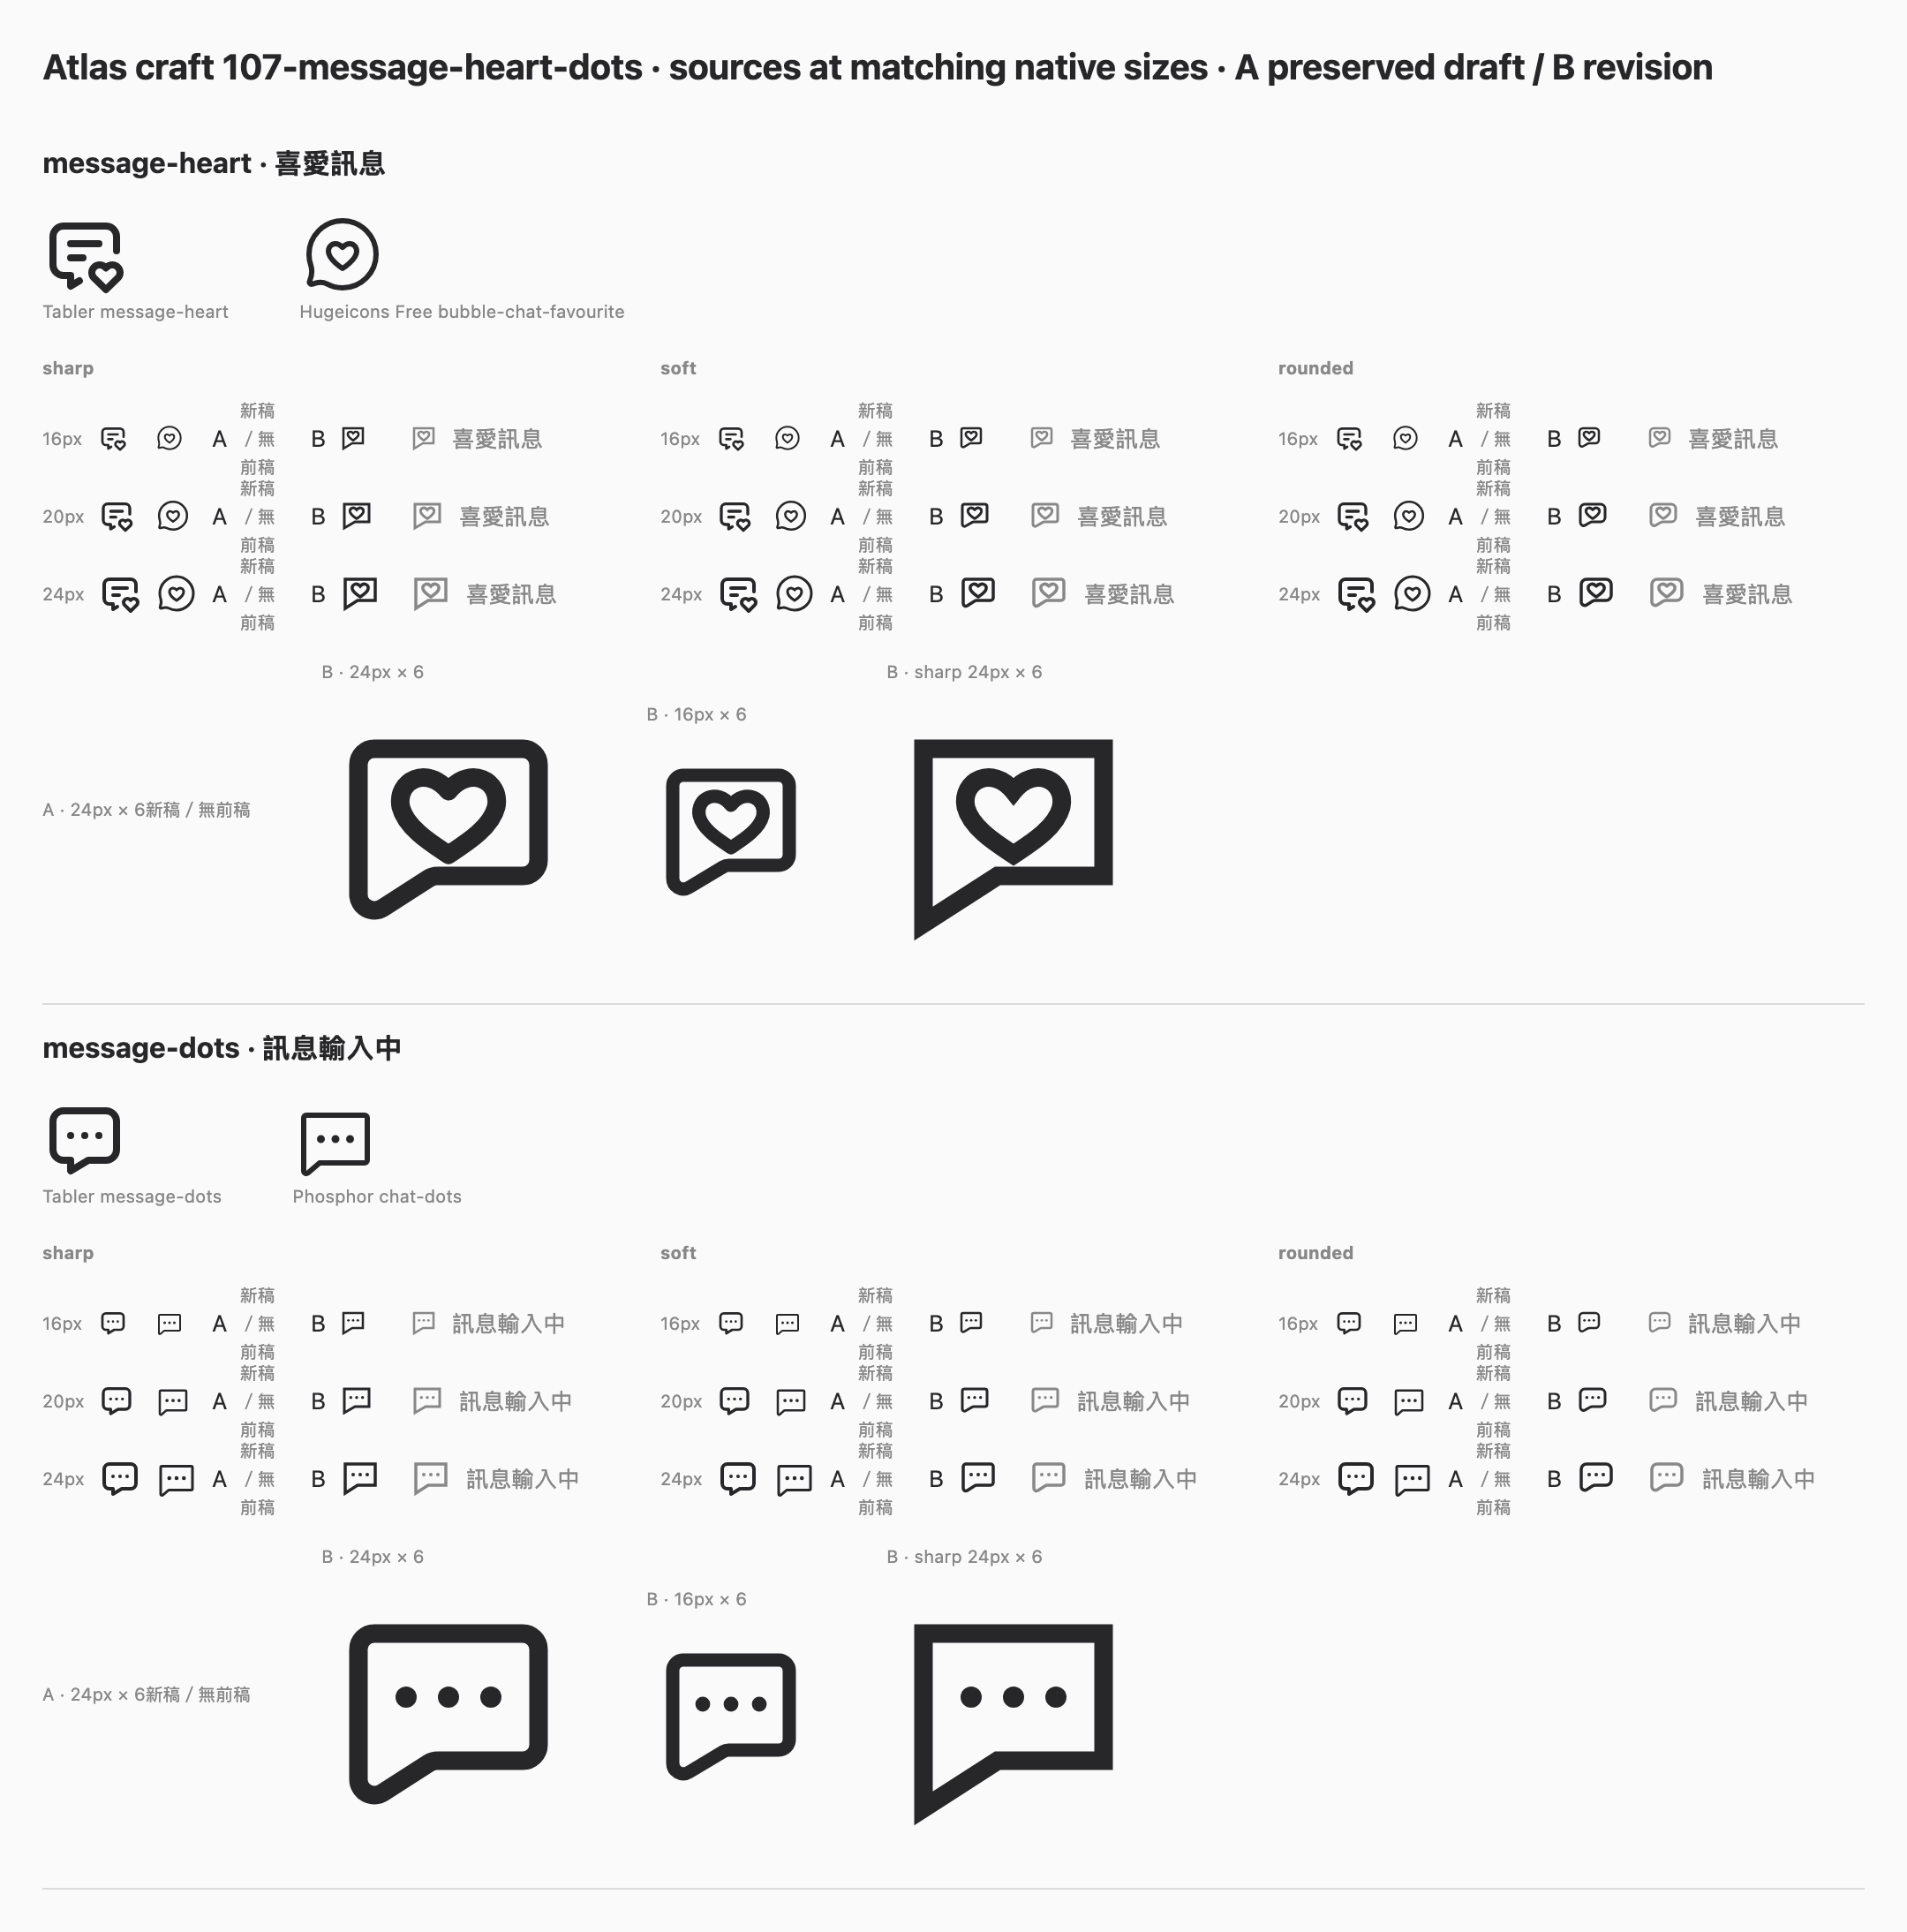 Atlas craft 107-message-heart-dots · sources at matching native sizes · A preserved draft / B revision
message-heart · 喜愛訊息
Tabler message-heart
Hugeicons Free bubble-chat-favourite
sharp
16px A 新稿 / 無前稿 B 喜愛訊息
20px A 新稿 / 無前稿 B 喜愛訊息
24px A 新稿 / 無前稿 B 喜愛訊息
soft
16px A 新稿 / 無前稿 B 喜愛訊息
20px A 新稿 / 無前稿 B 喜愛訊息
24px A 新稿 / 無前稿 B 喜愛訊息
rounded
16px A 新稿 / 無前稿 B 喜愛訊息
20px A 新稿 / 無前稿 B 喜愛訊息
24px A 新稿 / 無前稿 B 喜愛訊息
A · 24px × 6新稿 / 無前稿
B · 24px × 6
B · 16px × 6
B · sharp 24px × 6
message-dots · 訊息輸入中
Tabler message-dots
Phosphor chat-dots
sharp
16px A 新稿 / 無前稿 B 訊息輸入中
20px A 新稿 / 無前稿 B 訊息輸入中
24px A 新稿 / 無前稿 B 訊息輸入中
soft
16px A 新稿 / 無前稿 B 訊息輸入中
20px A 新稿 / 無前稿 B 訊息輸入中
24px A 新稿 / 無前稿 B 訊息輸入中
rounded
16px A 新稿 / 無前稿 B 訊息輸入中
20px A 新稿 / 無前稿 B 訊息輸入中
24px A 新稿 / 無前稿 B 訊息輸入中
A · 24px × 6新稿 / 無前稿
B · 24px × 6
B · 16px × 6
B · sharp 24px × 6